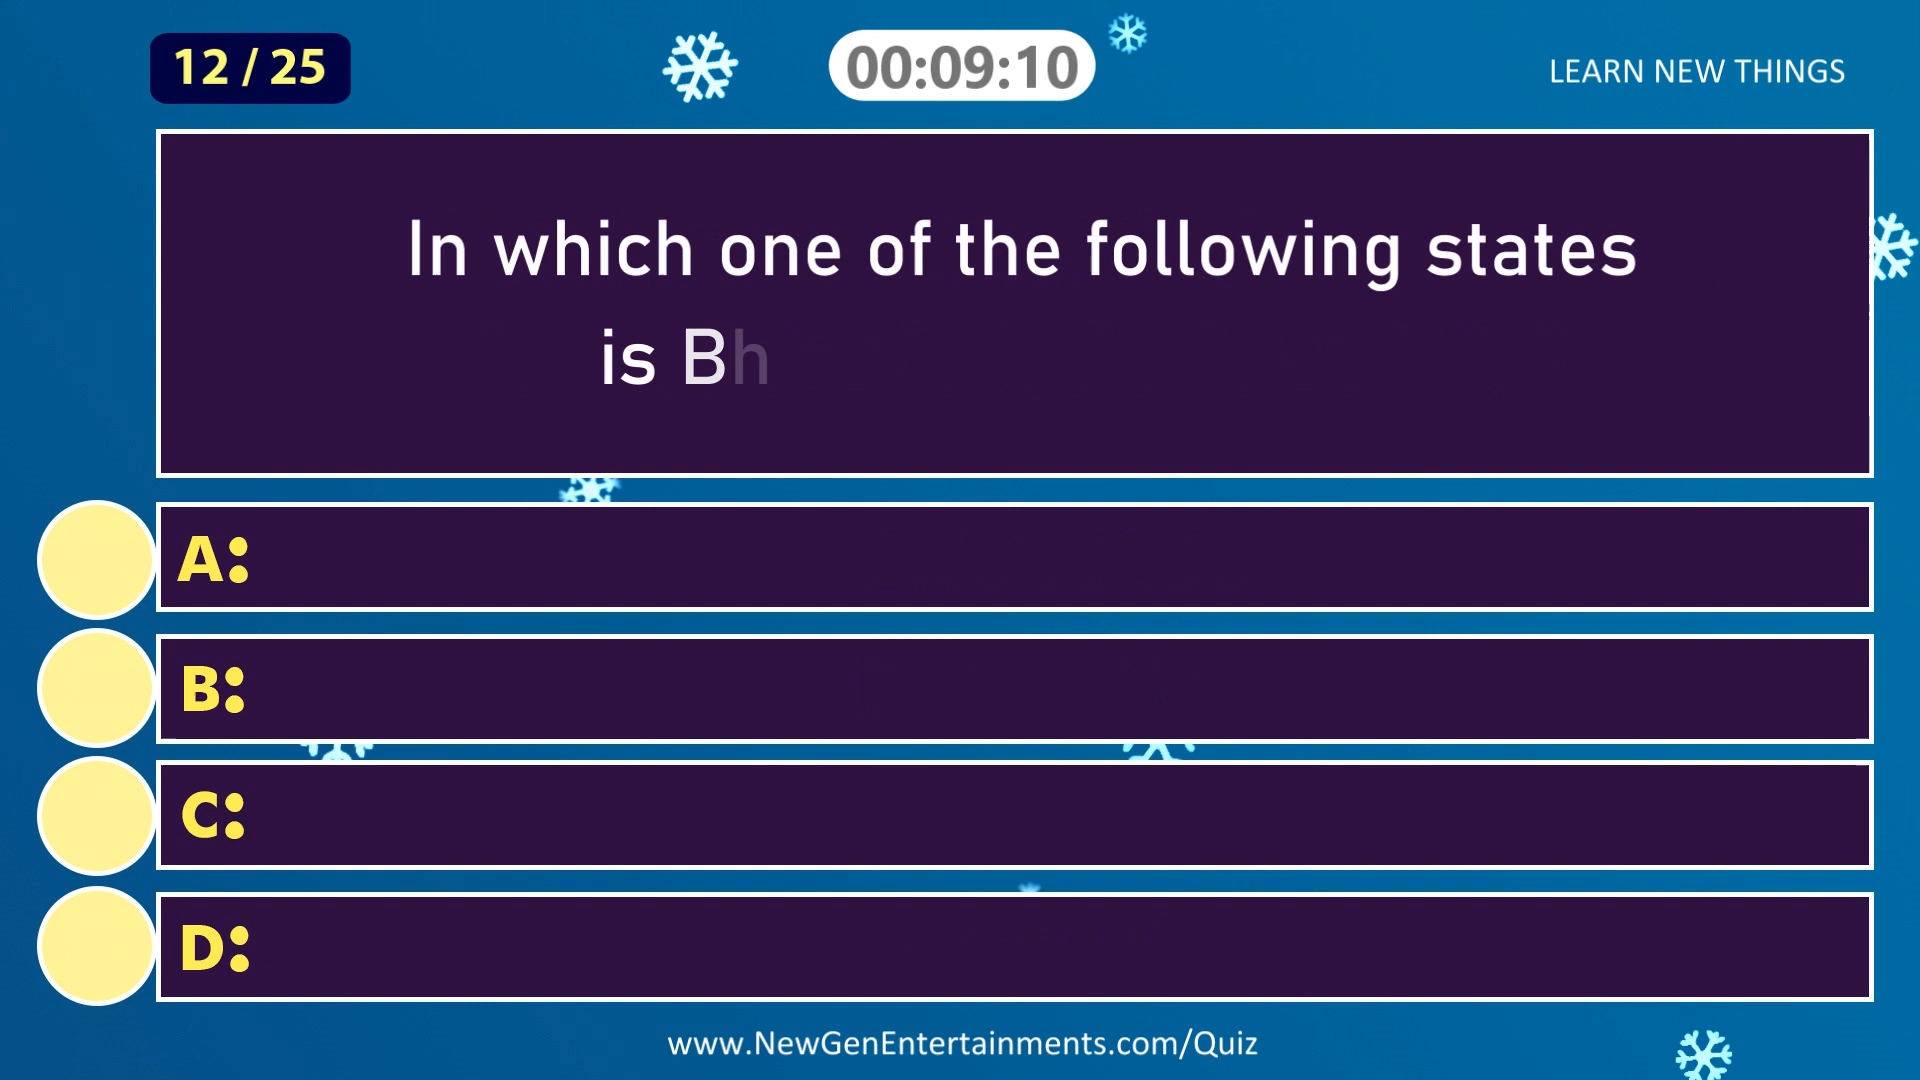 12 / 25
00:09:10
LEARN NEW THINGS
In which one of the following states
is Bh
A:
B:
C:
D:
www.NewGenEntertainments.com/Quiz